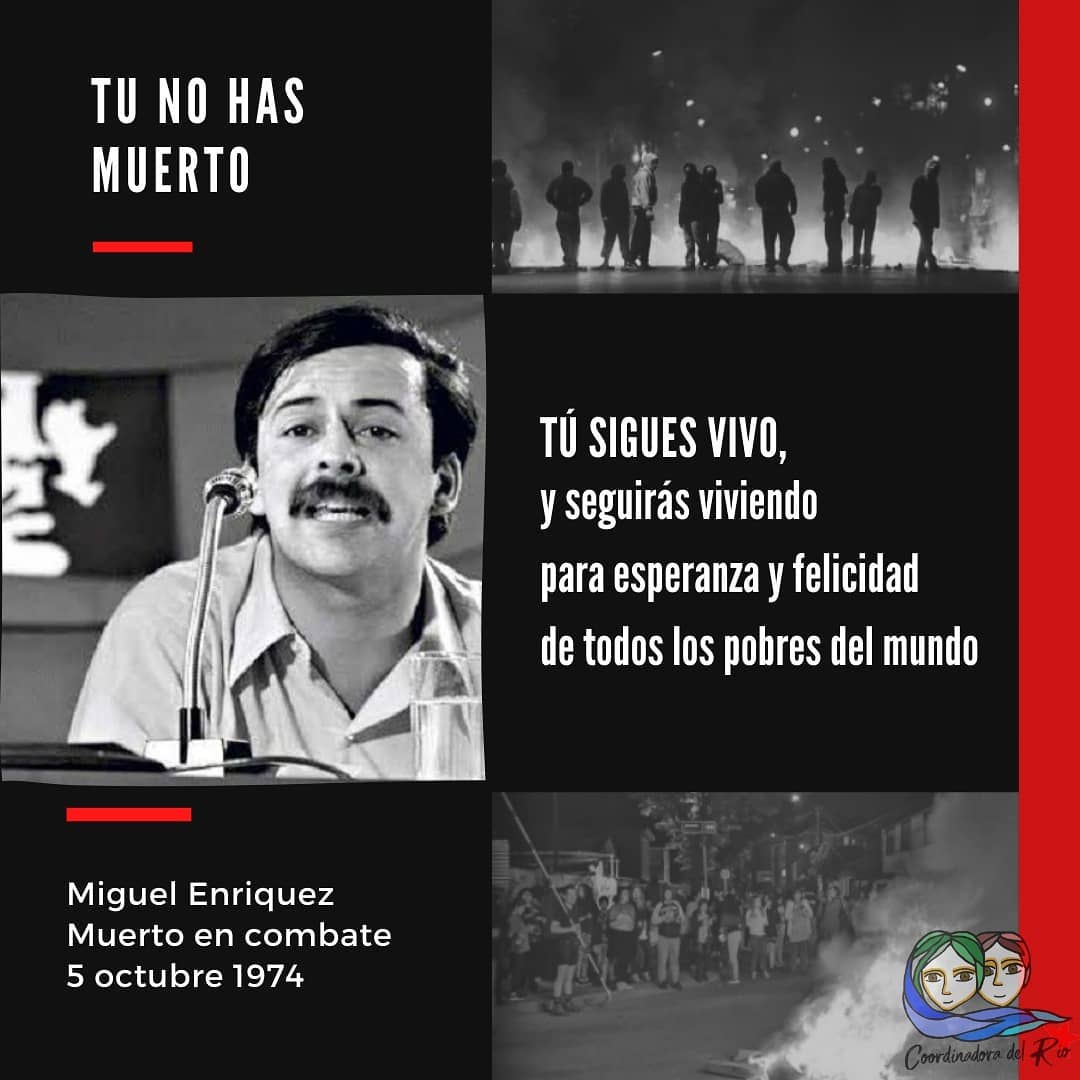 TU NO HAS
MUERTO
TÚ SIGUES VIVO,
y seguirás viviendo
para esperanza y felicidad
de todos los pobres del mundo
Miguel Enriquez
Muerto en combate
5 octubre 1974
Coordinadora del Rio